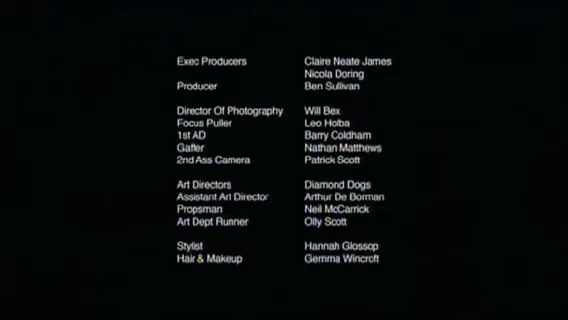 Exec Producers Claire Neate James
Nicola Doring
Producer Ben Sullivan
Director Of Photography Will Bex
Focus Puller Leo Holba
1st AD Barry Coldham
Gaffer Nathan Matthews
2nd Ass Camera Patrick Scott
Art Directors Diamond Dogs
Assistant Art Director Arthur De Borman
Propsman Neil McCarrick
Art Dept Runner Olly Scott
Stylist Hannah Glossop
Hair & Makeup Gemma Wincroft